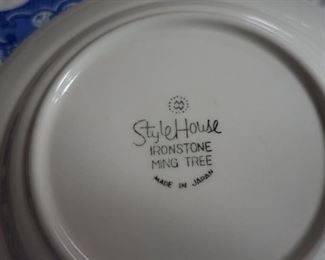 StyleHouse
IRONSTONE
MING TREE
MADE IN JAPAN